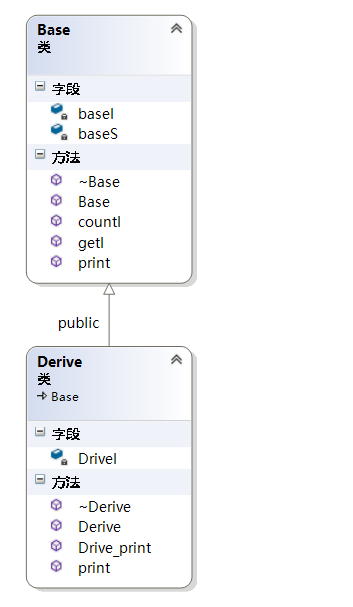 Base
类
字段
baseI
baseS
方法
~Base
Base
countI
getI
print
public
Derive
类
Base
字段
DriveI
方法
~Derive
Derive
Drive_print
print